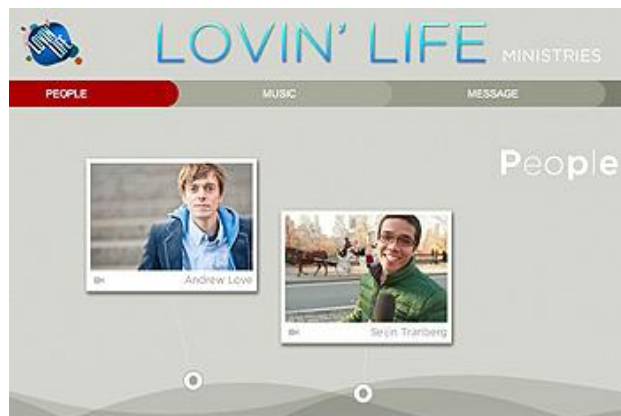 LOVIN' LIFE MINISTRIES
PEOPLE MUSIC MESSAGE
People
Andrew Love
Seijin Tranberg